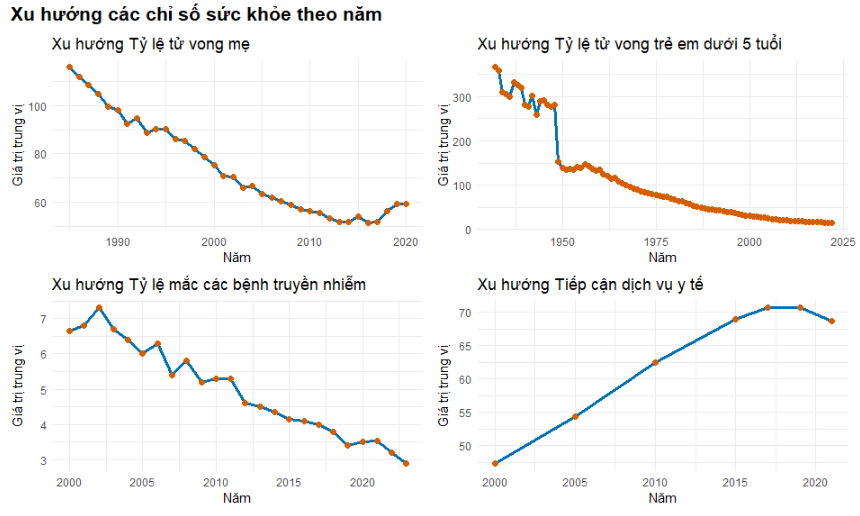 Xu hướng các chỉ số sức khỏe theo năm
Xu hướng Tỷ lệ tử vong mẹ
Giá trị trung vị
100
80
60
1990
2000
2010
2020
Năm
Xu hướng Tỷ lệ tử vong trẻ em dưới 5 tuổi
Giá trị trung vị
300
200
100
0
1950
1975
2000
2025
Năm
Xu hướng Tỷ lệ mắc các bệnh truyền nhiễm
Giá trị trung vị
7
6
5
4
3
2000
2005
2010
2015
2020
Năm
Xu hướng Tiếp cận dịch vụ y tế
Giá trị trung vị
70
65
60
55
50
2000
2005
2010
2015
2020
Năm